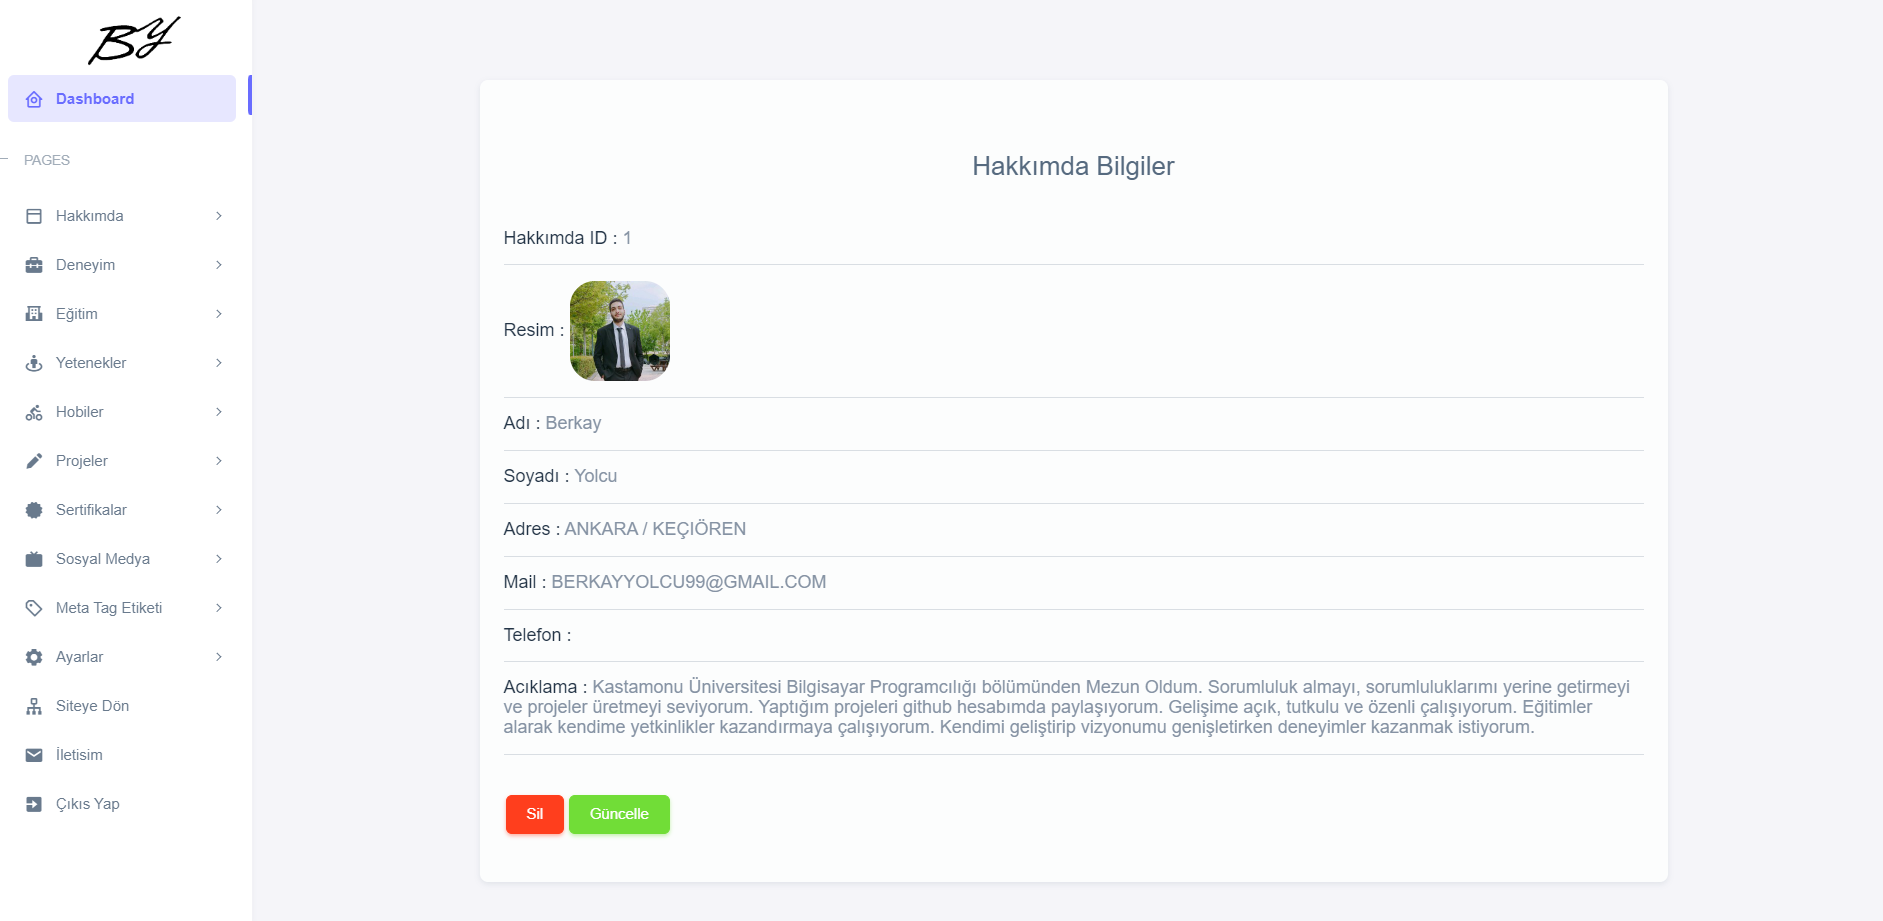 BY
Dashboard
PAGES
Hakkımda
Deneyim
Eğitim
Yetenekler
Hobiler
Projeler
Sertifikalar
Sosyal Medya
Meta Tag Etiketi
Ayarlar
Siteye Dön
İletisim
Çıkıs Yap
Hakkımda Bilgiler
Hakkımda ID : 1
Resim :
Adı : Berkay
Soyadı : Yolcu
Adres : ANKARA / KEÇIÖREN
Mail : BERKAYYOLCU99@GMAIL.COM
Telefon :
Acıklama : Kastamonu Üniversitesi Bilgisayar Programcılığı bölümünden Mezun Oldum. Sorumluluk almayı, sorumluluklarımı yerine getirmeyi
ve projeler üretmeyi seviyorum. Yaptığım projeleri github hesabımda paylaşıyorum. Gelişime açık, tutkulu ve özenli çalışıyorum. Eğitimler
alarak kendime yetkinlikler kazandırmaya çalışıyorum. Kendimi geliştirip vizyonumu genişletirken deneyimler kazanmak istiyorum.
Sil
Güncelle